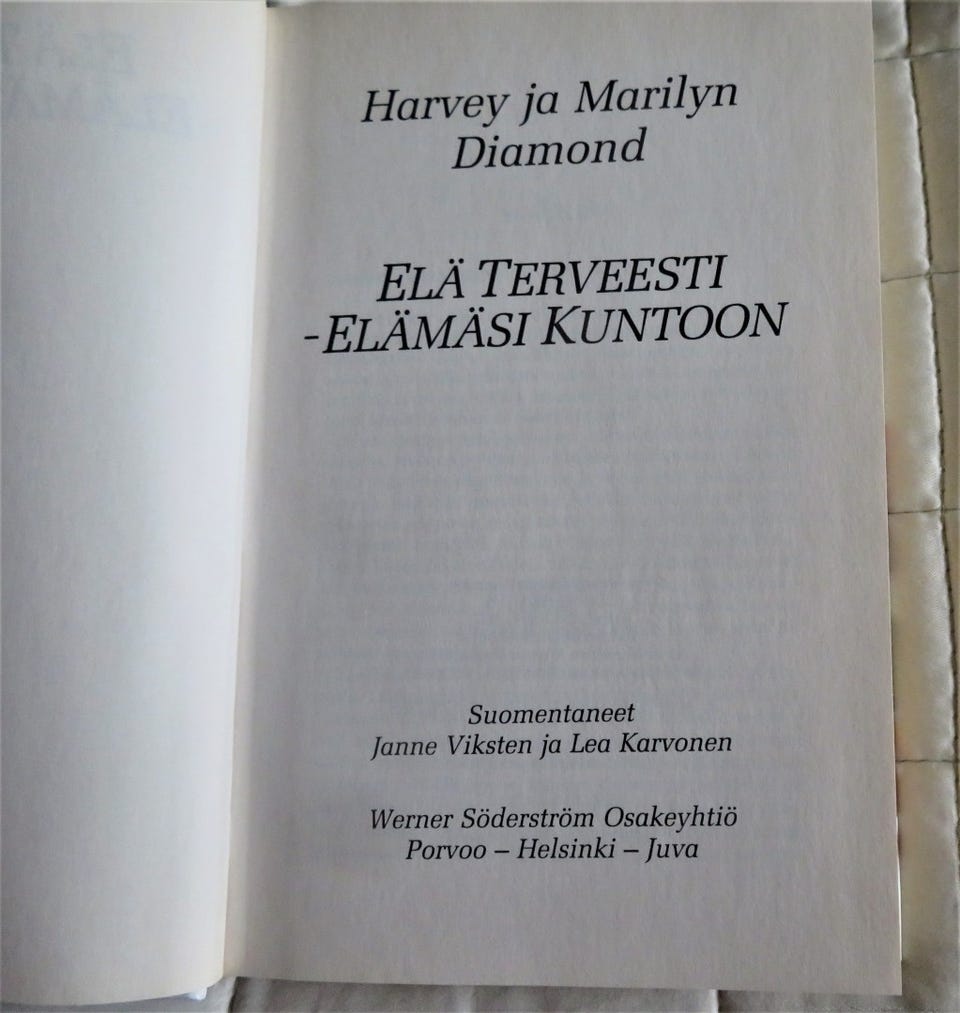 Harvey ja Marilyn
Diamond
ELÄ TERVEESTI
-ELÄMÄSI KUNTOON
Suomentaneet
Janne Viksten ja Lea Karvonen
Werner Söderström Osakeyhtiö
Porvoo – Helsinki – Juva